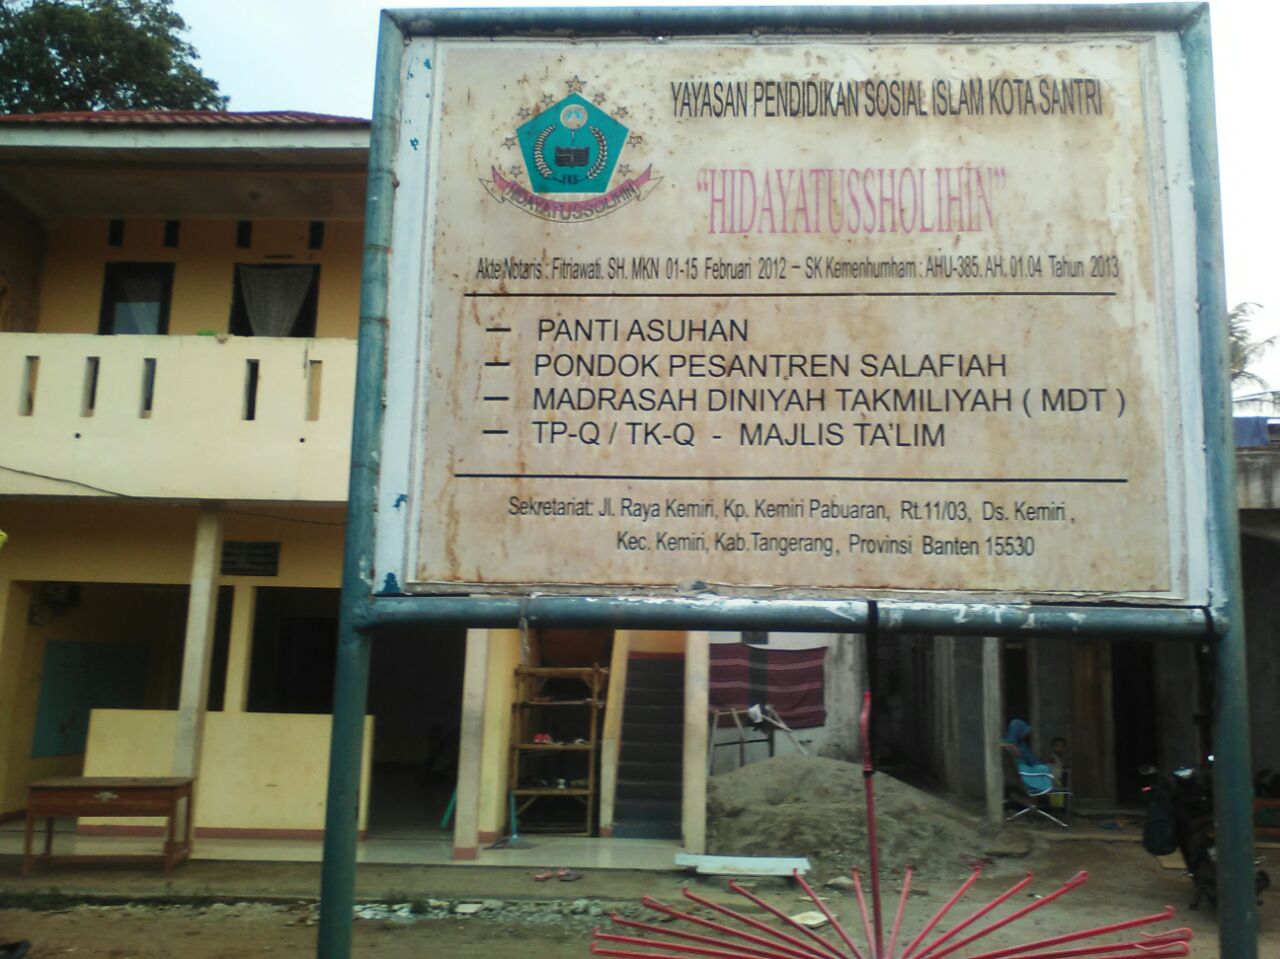 YAYASAN PENDIDIKAN SOSIAL ISLAM KOTA SANTRI
YKS
HIDAYATUSSOLIHIN
"HIDAYATUSSHOLIHIN"
Akte Notaris : Fitriawati. SH. MKN 01-15 Februari 2012 – SK Kemenhumham : AHU-385. AH. 01.04 Tahun 2013
– PANTI ASUHAN
– PONDOK PESANTREN SALAFIAH
– MADRASAH DINIYAH TAKMILIYAH ( MDT )
– TP-Q / TK-Q - MAJLIS TA'LIM
Sekretariat: Jl. Raya Kemiri, Kp. Kemiri Pabuaran, Rt.11/03, Ds. Kemiri,
Kec. Kemiri, Kab.Tangerang, Provinsi Banten 15530